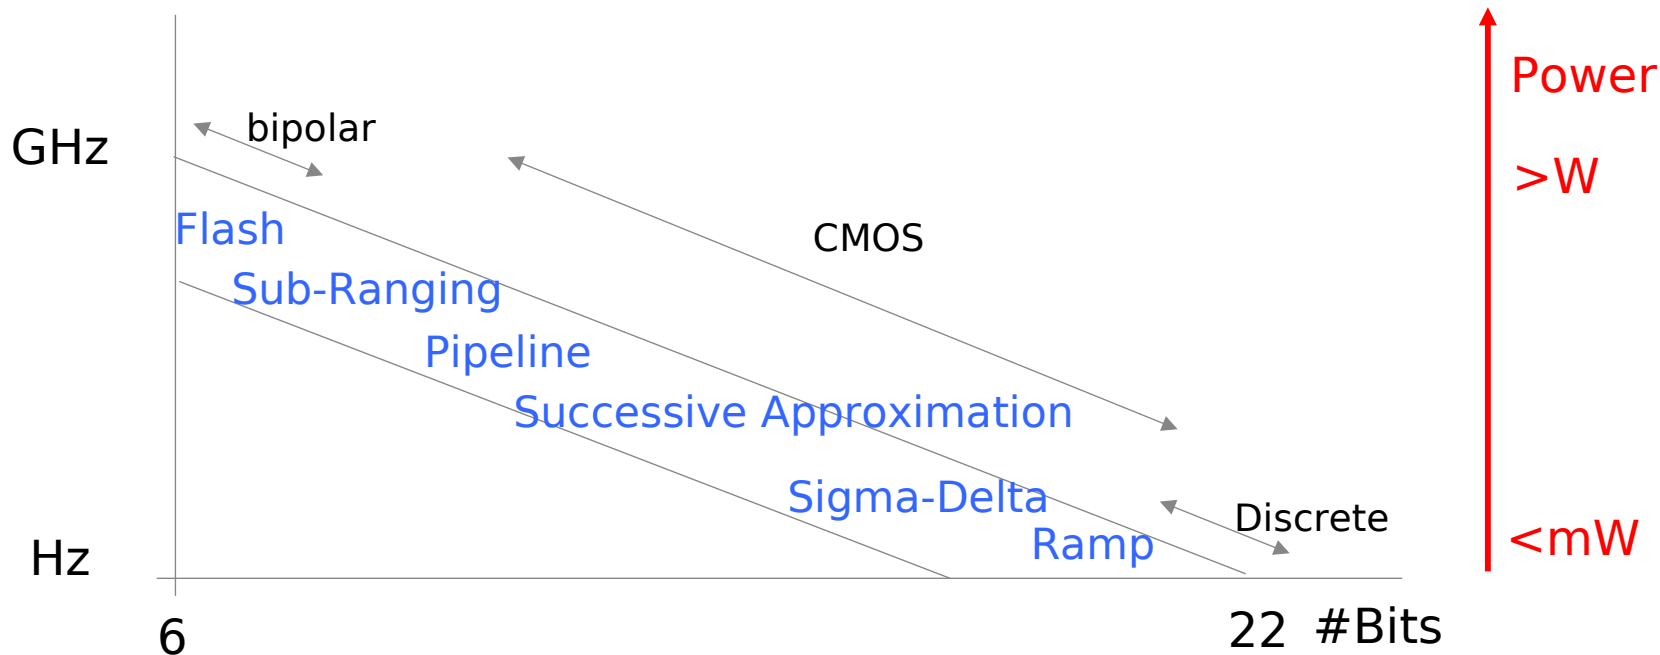 Power
bipolar
GHz
>W
Flash
CMOS
Sub-Ranging
Pipeline
Successive Approximation
Sigma-Delta
Discrete
Ramp
<mW
Hz
6
22 #Bits